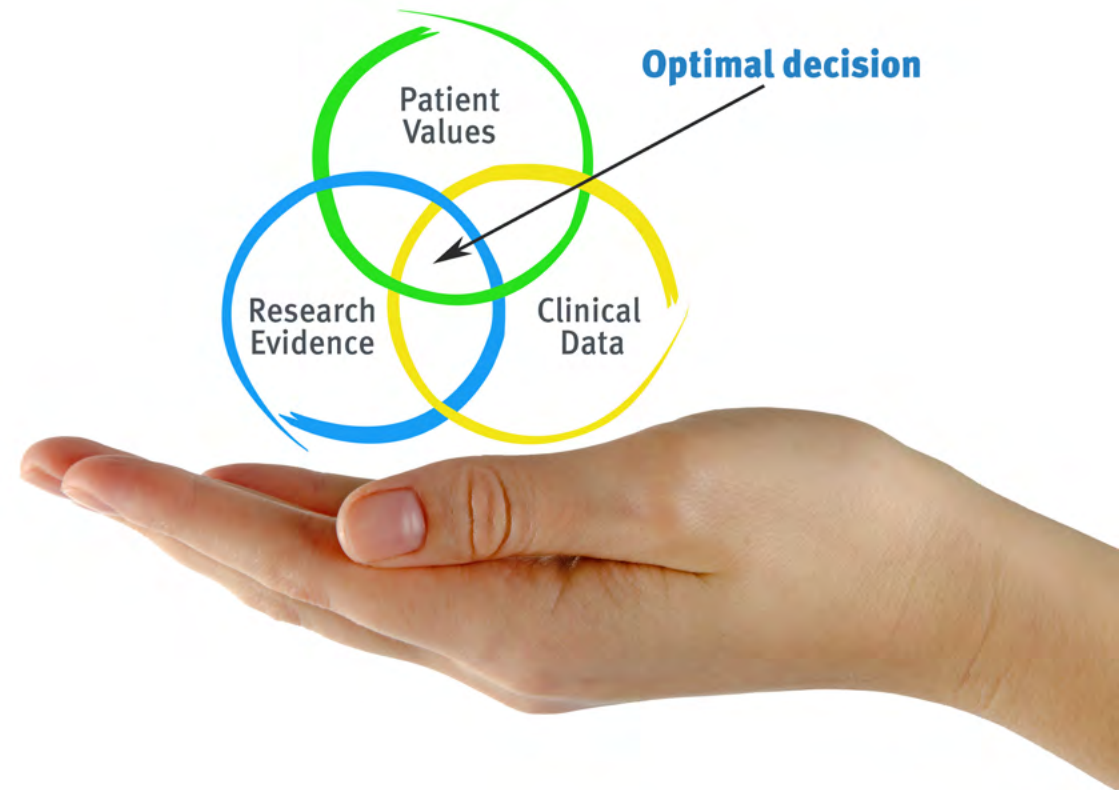 Optimal decision
Patient
Values
Research
Evidence
Clinical
Data